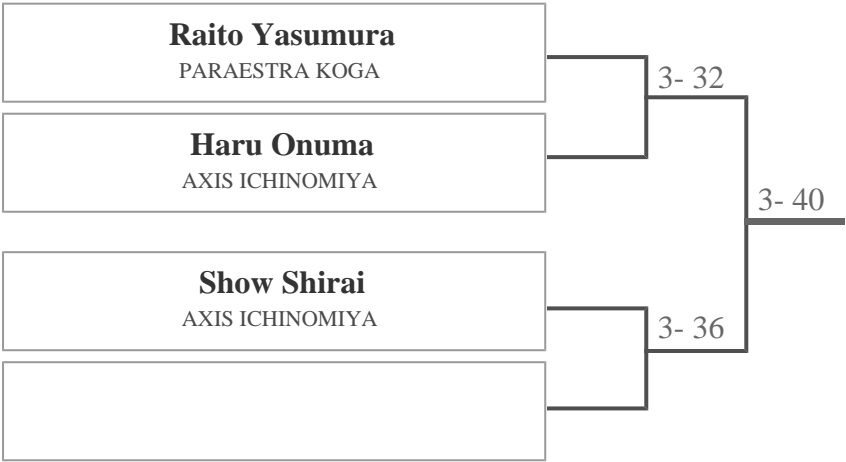 Raito Yasumura
PARAESTRA KOGA
3- 32
Haru Onuma
AXIS ICHINOMIYA
3- 40
Show Shirai
AXIS ICHINOMIYA
3- 36